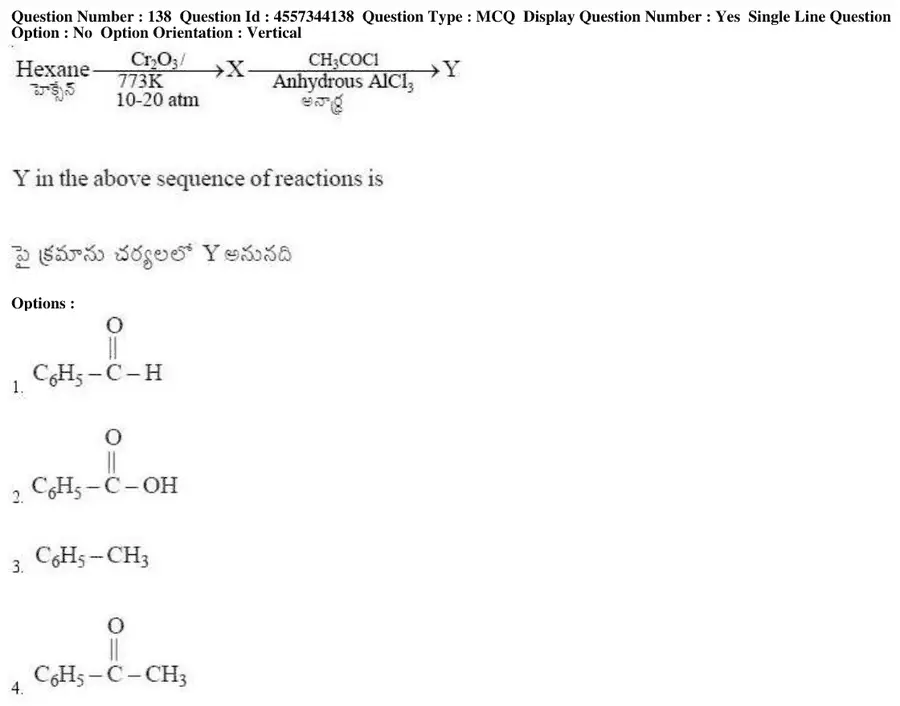 Question Number : 138 Question Id : 4557344138 Question Type : MCQ Display Question Number : Yes Single Line Question
Option : No Option Orientation : Vertical
Hexane Cr₂O₃/ X CH₃COCl Y
హెక్సేన్ 773K Anhydrous AlCl₃
10-20 atm అనార్ద్ర
Y in the above sequence of reactions is
పై క్రమాను చర్యలలో Y అనునది
Options :
O
||
1. C₆H₅ – C – H
O
||
2. C₆H₅ – C – OH
3. C₆H₅ – CH₃
O
||
4. C₆H₅ – C – CH₃